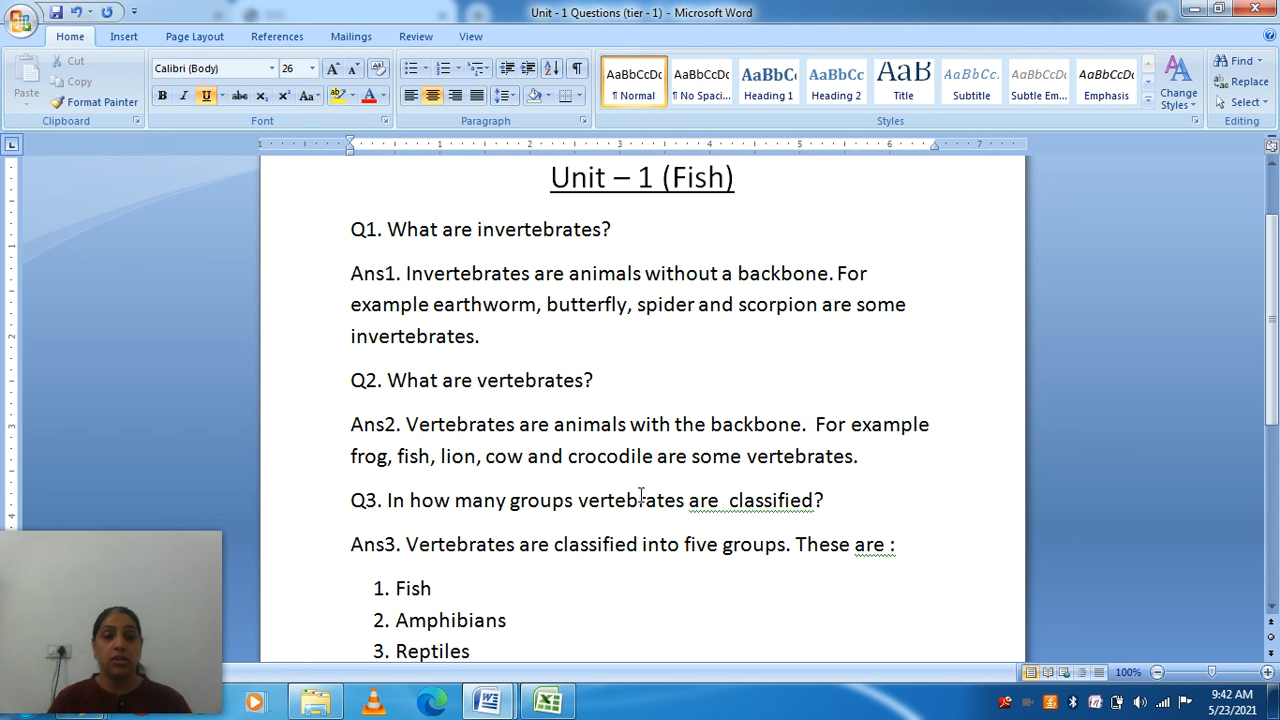 Unit - 1 Questions (tier - 1) - Microsoft Word
Home Insert Page Layout References Mailings Review View
Paste
Cut
Copy
Format Painter
Clipboard
Calibri (Body) 26
Font
Paragraph
AaBbCcDc AaBbCcDc AaBbC AaBbCc AaB AaBbCc. AaBbCcDc AaBbCcDc
¶ Normal ¶ No Spaci... Heading 1 Heading 2 Title Subtitle Subtle Em... Emphasis
Change Styles
Styles
Find
Replace
Select
Editing
Unit – 1 (Fish)
Q1. What are invertebrates?
Ans1. Invertebrates are animals without a backbone. For
example earthworm, butterfly, spider and scorpion are some
invertebrates.
Q2. What are vertebrates?
Ans2. Vertebrates are animals with the backbone. For example
frog, fish, lion, cow and crocodile are some vertebrates.
Q3. In how many groups vertebrates are classified?
Ans3. Vertebrates are classified into five groups. These are :
1. Fish
2. Amphibians
3. Reptiles
100%
9:42 AM
5/23/2021